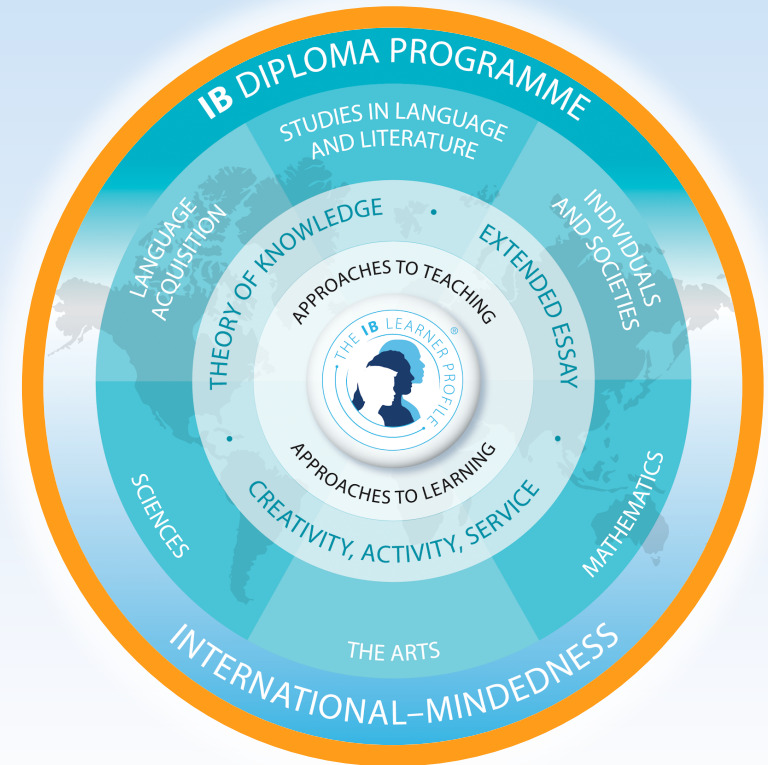 IB DIPLOMA PROGRAMME
STUDIES IN LANGUAGE
AND LITERATURE
LANGUAGE
ACQUISITION
INDIVIDUALS
AND SOCIETIES
THEORY OF KNOWLEDGE
•
EXTENDED ESSAY
APPROACHES TO TEACHING
• THE IB LEARNER PROFILE •
®
APPROACHES TO LEARNING
• CREATIVITY, ACTIVITY, SERVICE •
SCIENCES
MATHEMATICS
THE ARTS
INTERNATIONAL–MINDEDNESS